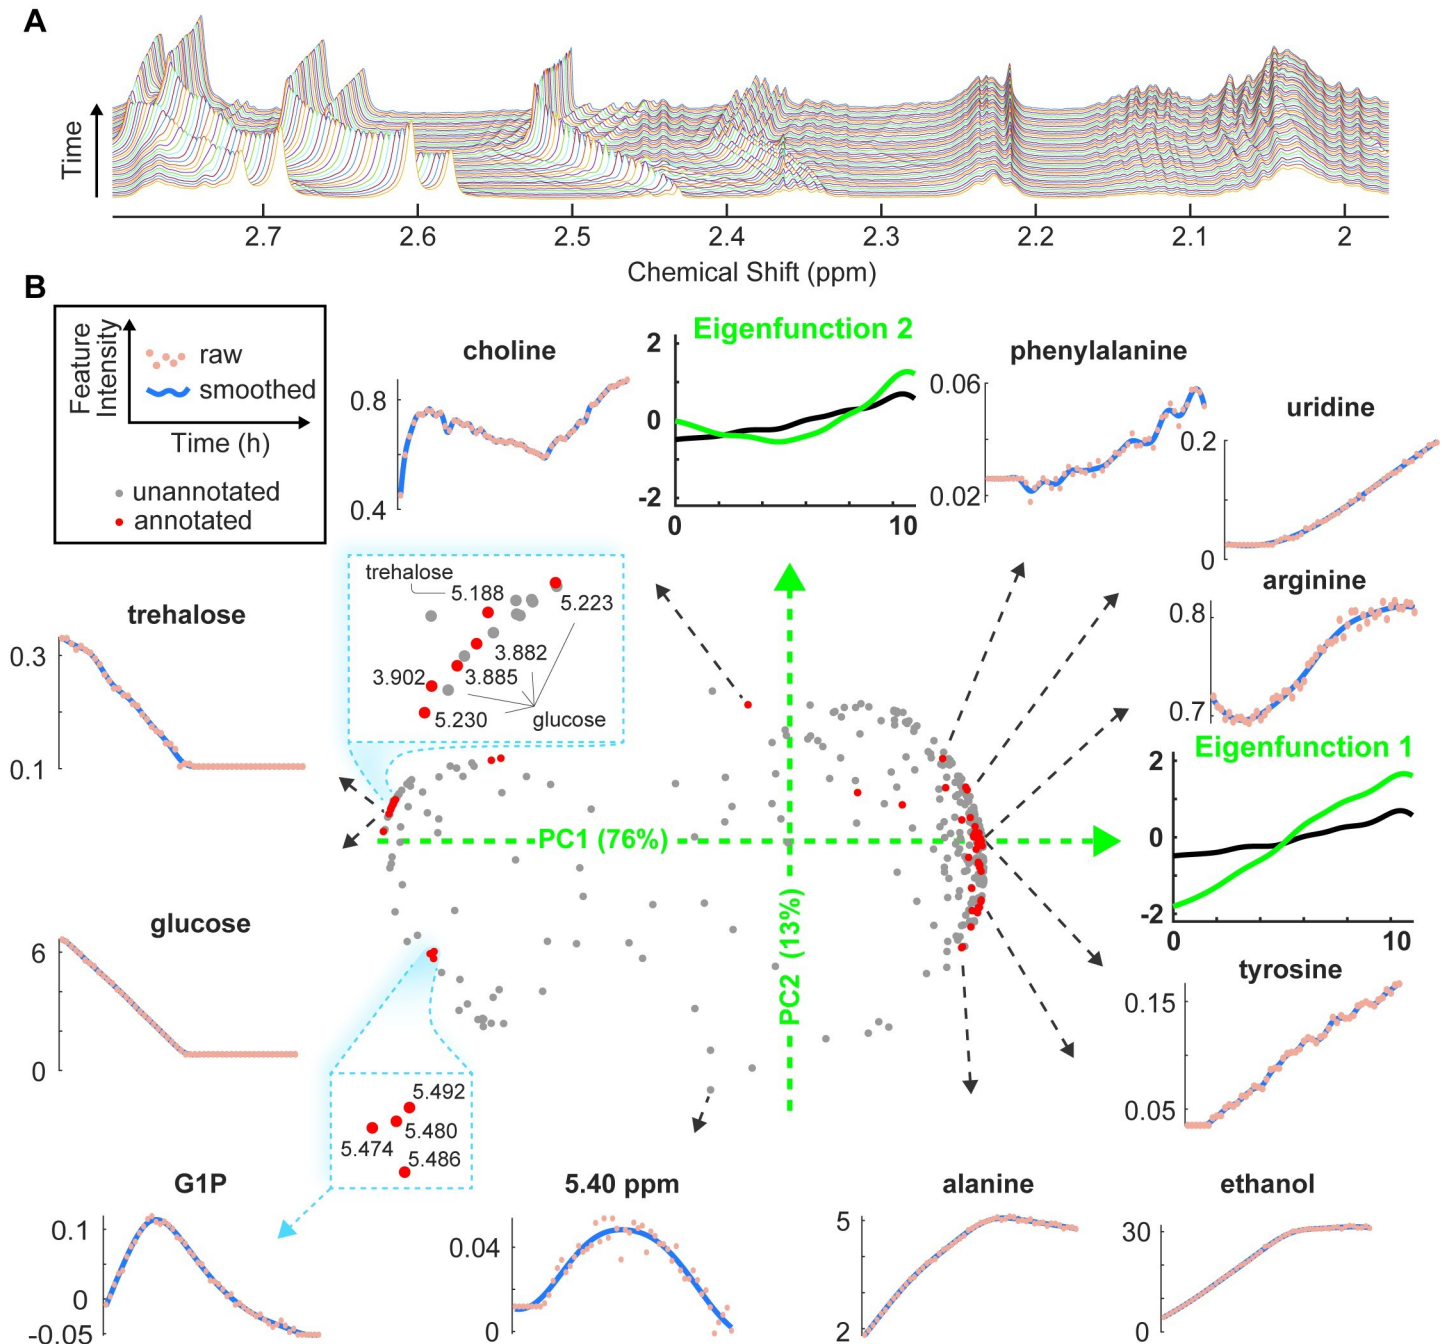 A
Time
2.7 2.6 2.5 2.4 2.3 2.2 2.1 2
Chemical Shift (ppm)
B
Feature
Intensity
raw
smoothed
Time (h)
unannotated
annotated
choline
0.8
0.4
Eigenfunction 2
2
0
-2
0 10
phenylalanine
0.06
0.02
uridine
0.2
0
arginine
0.8
0.7
trehalose
0.3
0.1
trehalose
5.188
5.223
3.882
3.902
3.885
5.230
glucose
PC1 (76%)
PC2 (13%)
Eigenfunction 1
2
0
-2
0 10
glucose
6
0
tyrosine
0.15
0.05
5.492
5.480
5.474
5.486
G1P
0.1
0
-0.05
5.40 ppm
0.04
0
alanine
5
2
ethanol
30
0